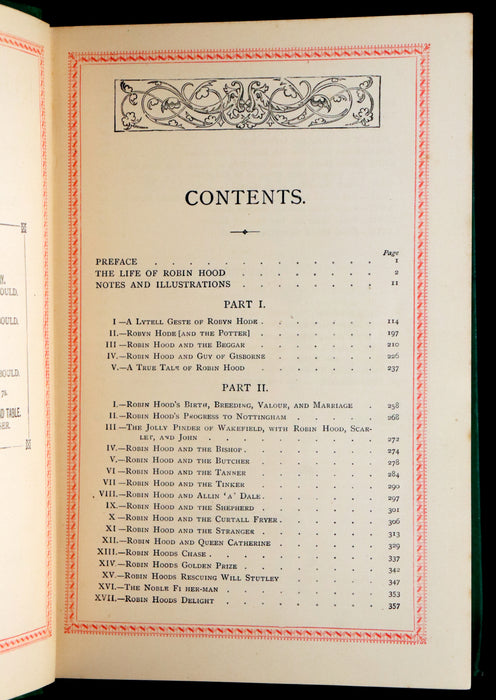 Y.
OULD.
OULD.
GOULD.
7s.
ND TABLE.
SER.
CONTENTS.
Page
PREFACE . . . . . . . . . 1
THE LIFE OF ROBIN HOOD . . . . . . . 2
NOTES AND ILLUSTRATIONS . . . . . . . 11
PART I.
I—A Lytell Geste of Robyn Hode . . . . . . 114
II.—Robyn Hode [and the Potter] . . . . . . 197
III—Robin Hood and the Beggar . . . . . . 210
IV.—Robin Hood and Guy of Gisborne . . . . . 226
V.—A True Tale of Robin Hood . . . . . . 237
PART II.
I.—Robin Hood's Birth, Breeding, Valour, and Marriage . 258
II.—Robin Hood's Progress to Nottingham . . . . 268
III—The Jolly Pinder of Wakefield, with Robin Hood, Scar-
let, and John . . . . . . . . 272
IV.—Robin Hood and the Bishop . . . . . . 274
V.—Robin Hood and the Butcher . . . . . . 278
VI—Robin Hood and the Tanner . . . . . . 284
VII—Robin Hood and the Tinker . . . . . . 290
VIII.—Robin Hood and Allin 'a' Dale . . . . . . 297
IX.—Robin Hood and the Shepherd . . . . . . 301
X—Robin Hood and the Curtall Fryer . . . . . 306
XI—Robin Hood and the Stranger . . . . . . 313
XII.—Robin Hood and Queen Catherine . . . . . 329
XIII.—Robin Hoods Chase . . . . . . . 337
XIV—Robin Hoods Golden Prize . . . . . . 342
XV.—Robin Hoods Rescuing Will Stutley . . . . . 347
XVI.—The Noble Fi her-man . . . . . . . 353
XVII.—Robin Hoods Delight . . . . . . . 357